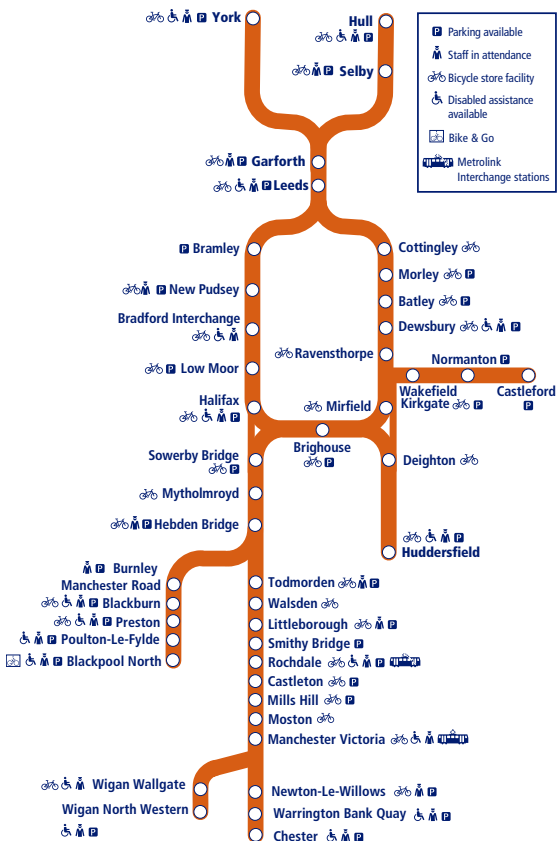 York
Hull
Selby
Garforth
Leeds
Parking available
Staff in attendance
Bicycle store facility
Disabled assistance
available
Bike & Go
Metrolink
Interchange stations
Bramley
New Pudsey
Bradford Interchange
Low Moor
Halifax
Cottingley
Morley
Batley
Dewsbury
Ravensthorpe
Normanton
Wakefield
Kirkgate
Castleford
Mirfield
Brighouse
Deighton
Huddersfield
Sowerby Bridge
Mytholmroyd
Hebden Bridge
Burnley
Manchester Road
Blackburn
Preston
Poulton-Le-Fylde
Blackpool North
Todmorden
Walsden
Littleborough
Smithy Bridge
Rochdale
Castleton
Mills Hill
Moston
Manchester Victoria
Wigan Wallgate
Wigan North Western
Newton-Le-Willows
Warrington Bank Quay
Chester